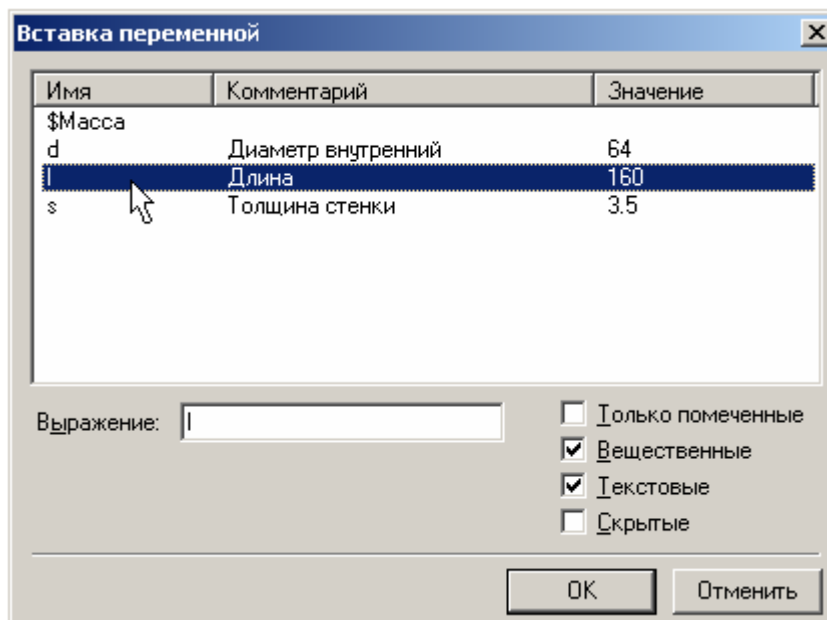 Вставка переменной
Имя Комментарий Значение
$Масса
d Диаметр внутренний 64
l Длина 160
s Толщина стенки 3.5
Выражение: l
Только помеченные
Вещественные
Текстовые
Скрытые
OK Отменить